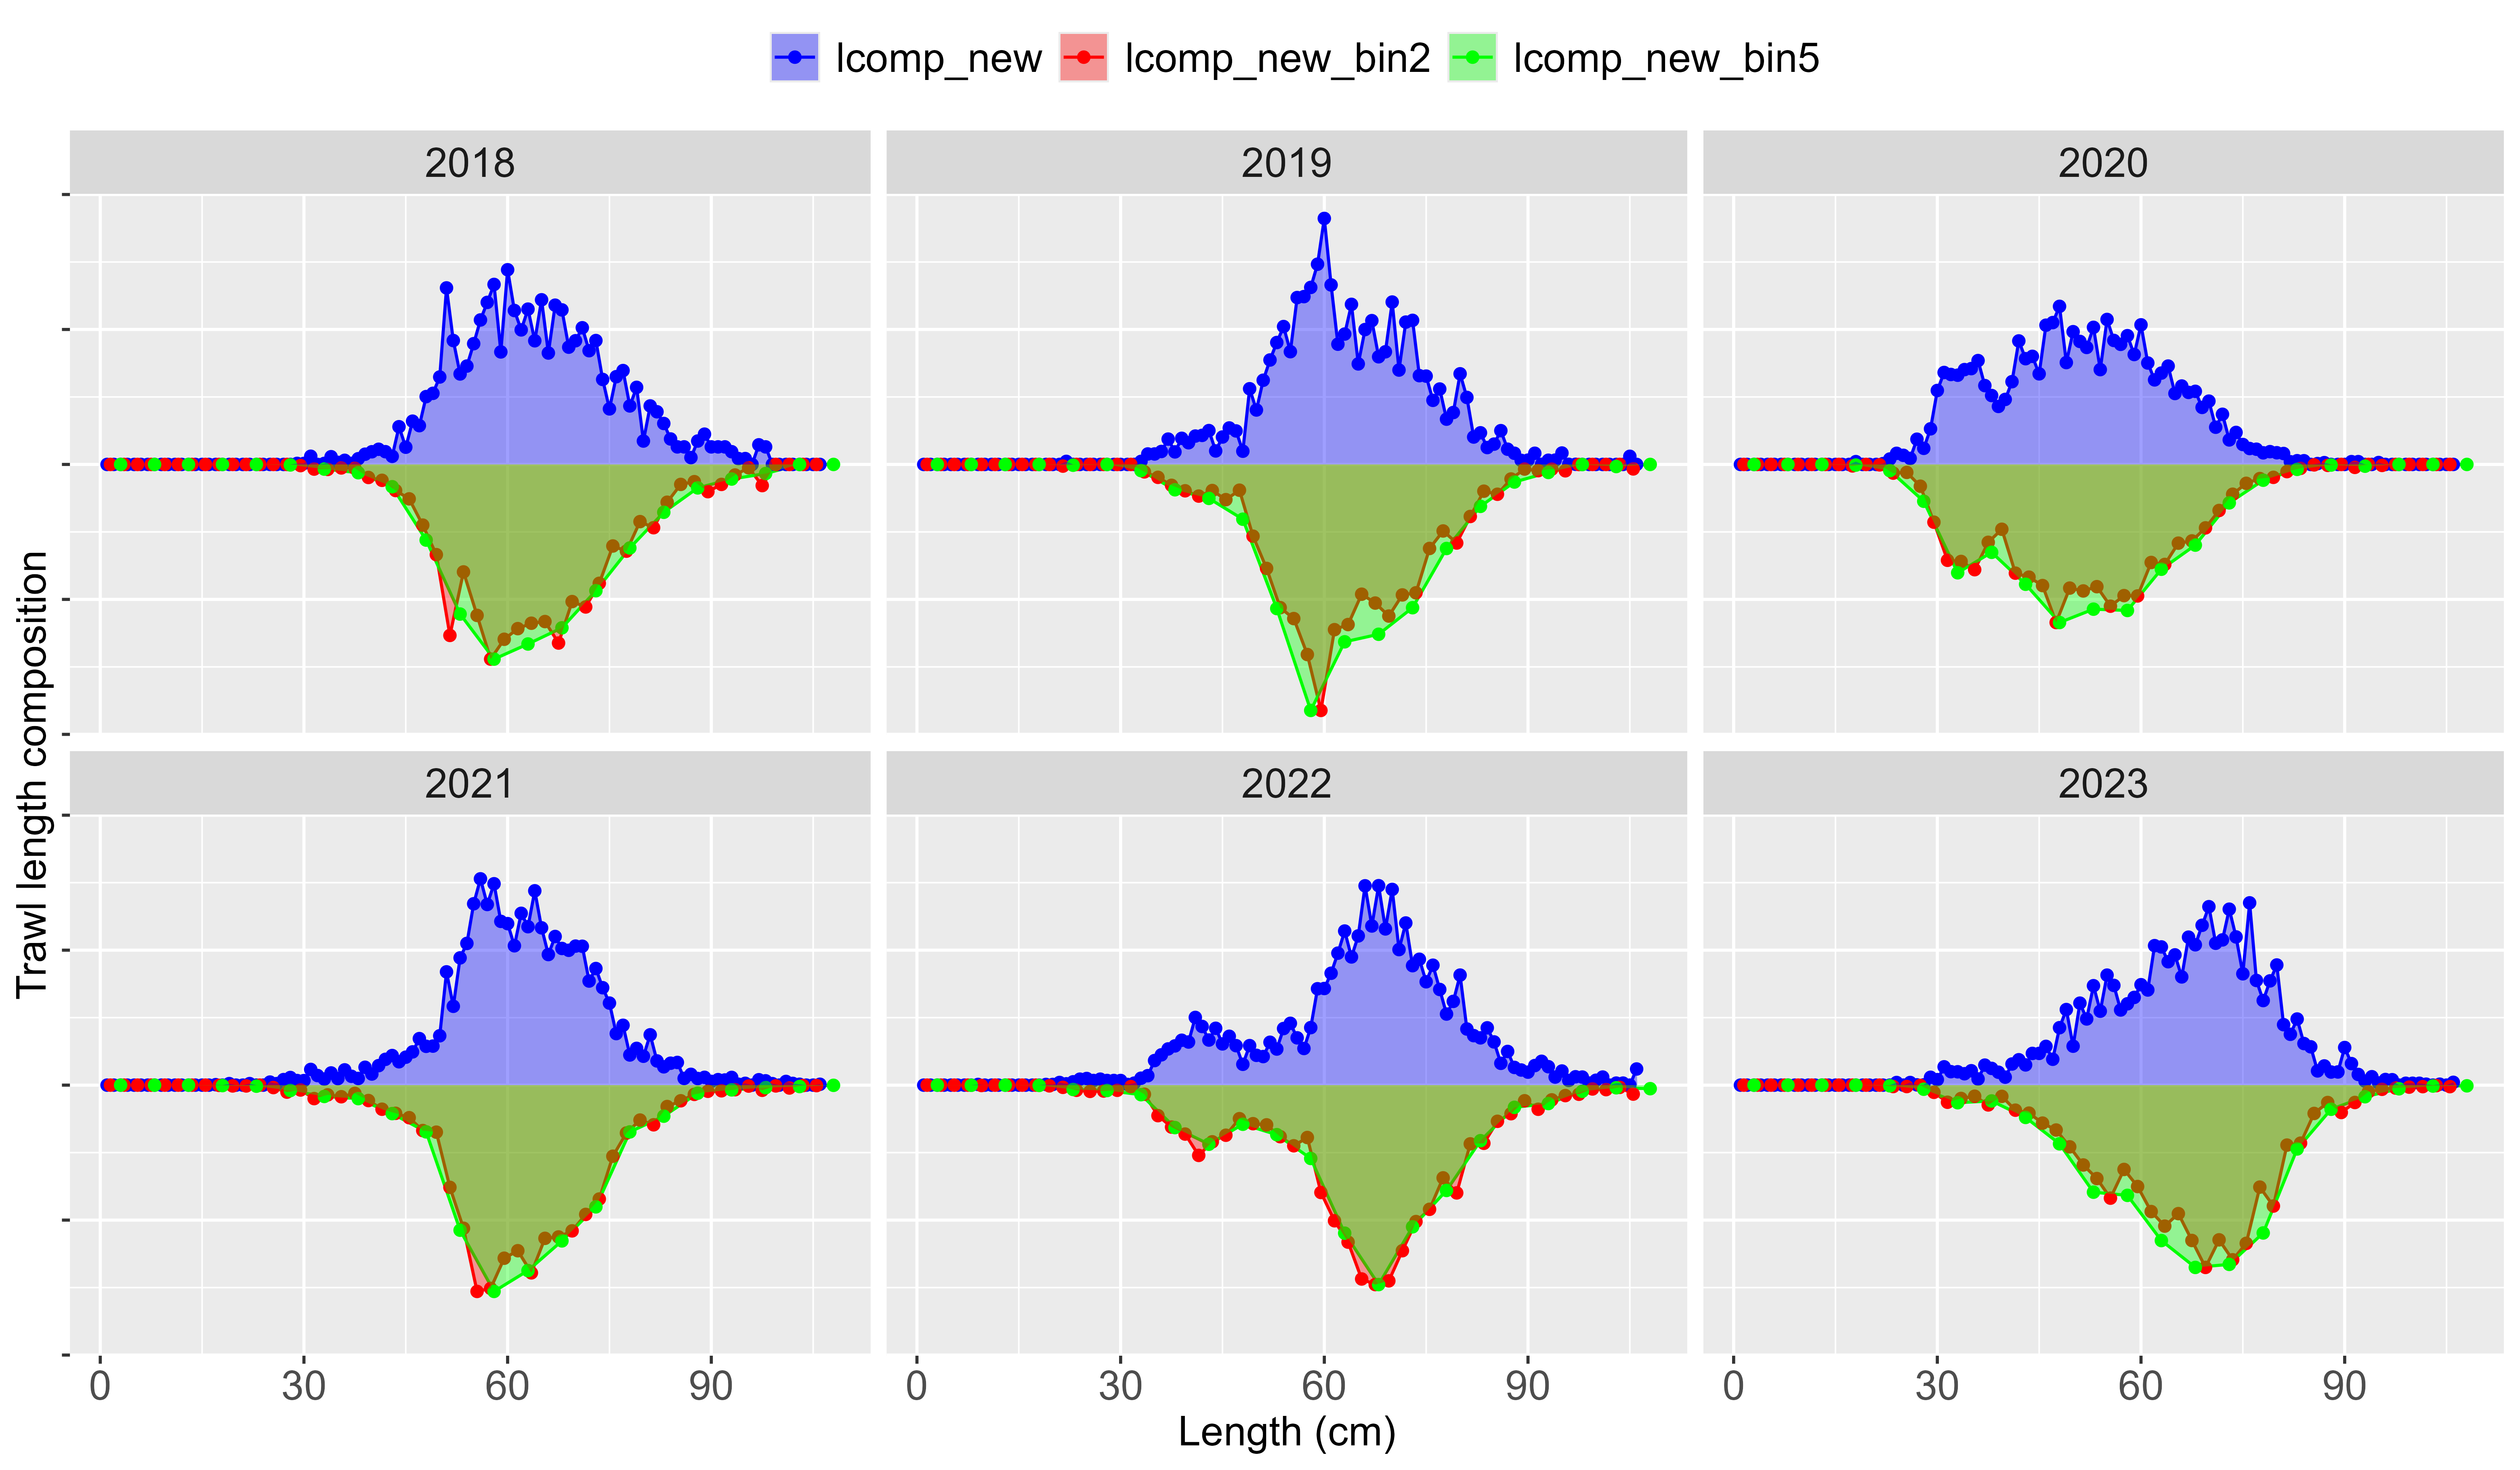 lcomp_new lcomp_new_bin2 lcomp_new_bin5
2018 2019 2020
Trawl length composition
2021 2022 2023
0 30 60 90 0 30 60 90 0 30 60 90
Length (cm)